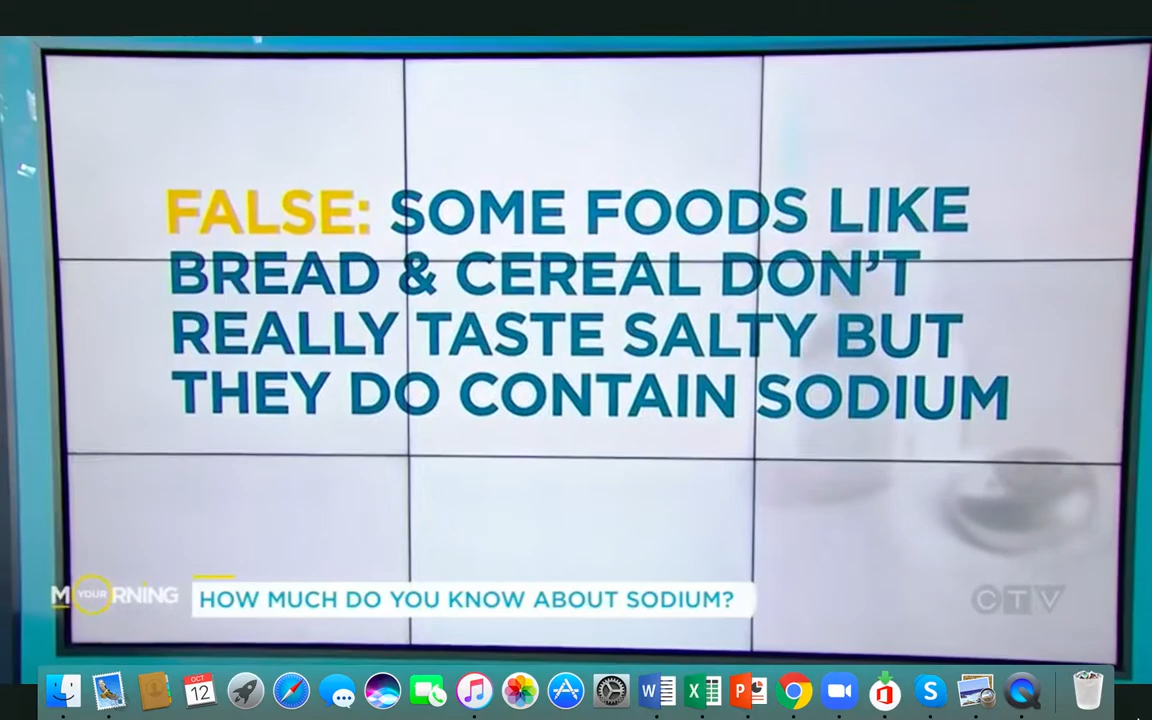 FALSE: SOME FOODS LIKE
BREAD & CEREAL DON'T
REALLY TASTE SALTY BUT
THEY DO CONTAIN SODIUM
YOUR MORNING
HOW MUCH DO YOU KNOW ABOUT SODIUM?
CTV
OCT
12